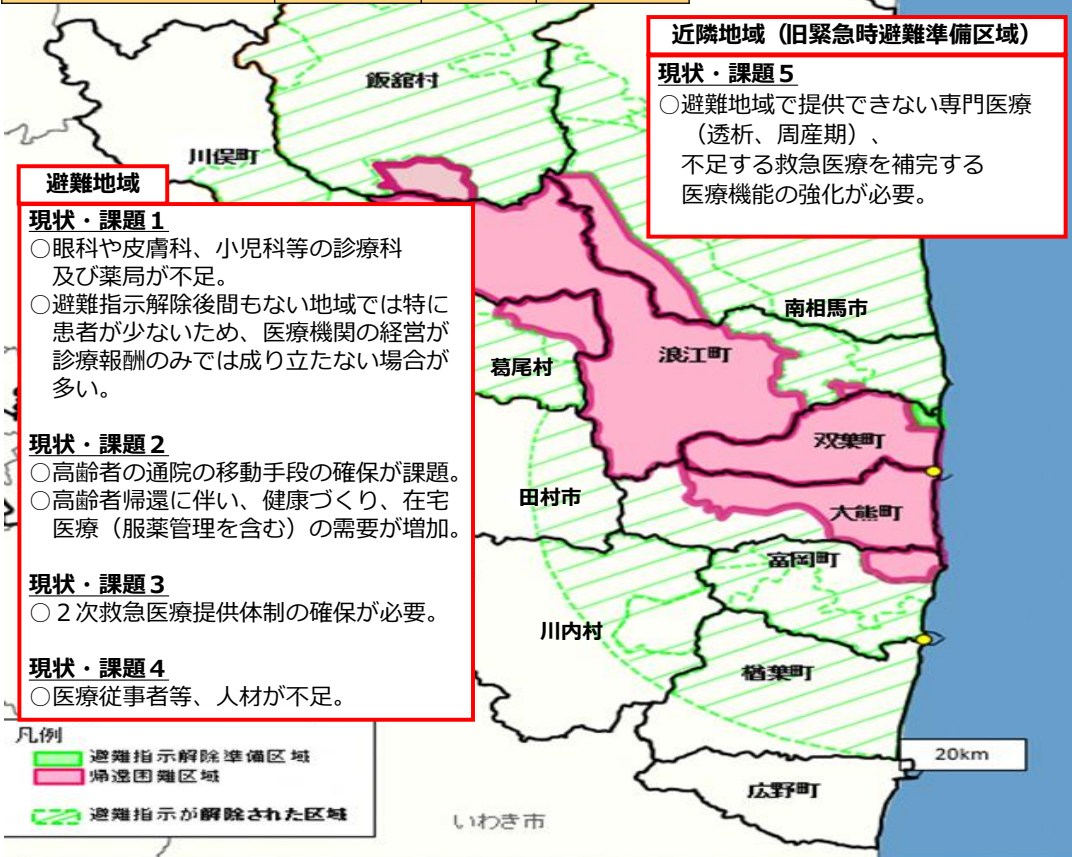 近隣地域（旧緊急時避難準備区域）
現状・課題５
○避難地域で提供できない専門医療
（透析、周産期）、
不足する救急医療を補完する
医療機能の強化が必要。
飯舘村
川俣町
避難地域
現状・課題１
○眼科や皮膚科、小児科等の診療科
及び薬局が不足。
○避難指示解除後間もない地域では特に
患者が少ないため、医療機関の経営が
診療報酬のみでは成り立たない場合が
多い。
現状・課題２
○高齢者の通院の移動手段の確保が課題。
○高齢者帰還に伴い、健康づくり、在宅
医療（服薬管理を含む）の需要が増加。
現状・課題３
○２次救急医療提供体制の確保が必要。
現状・課題４
○医療従事者等、人材が不足。
南相馬市
浪江町
葛尾村
双葉町
田村市
大熊町
富岡町
川内村
楢葉町
20km
広野町
いわき市
凡例
避難指示解除準備区域
帰還困難区域
避難指示が解除された区域